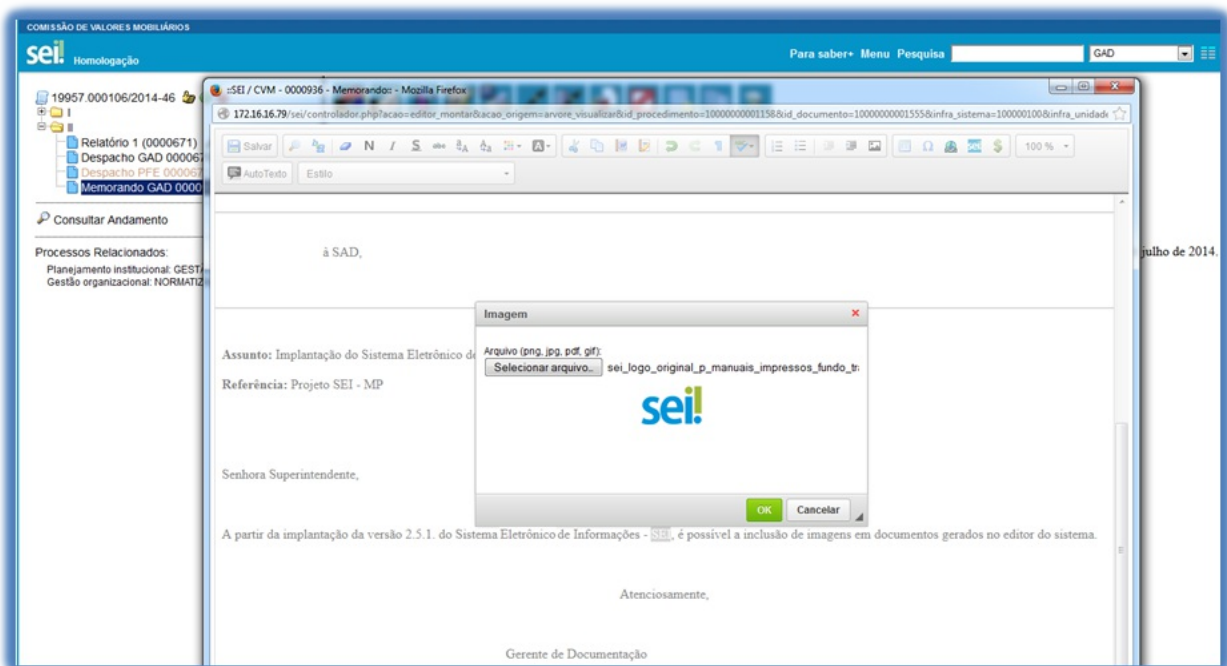 COMISSÃO DE VALORES MOBILIÁRIOS
sei! Homologação
Para saber+ Menu Pesquisa GAD
19957.000106/2014-46
I
II
Relatório 1 (0000671)
Despacho GAD 000067
Despacho PFE 000067
Memorando GAD 0000
Consultar Andamento
Processos Relacionados:
Planejamento institucional: GESTÃ
Gestão organizacional: NORMATIZ
::SEI / CVM - 0000936 - Memorando:: - Mozilla Firefox
172.16.16.79/sei/controlador.php?acao=editor_montar&acao_origem=arvore_visualizar&id_procedimento=1000000001158&id_documento=10000000001555&infra_sistema=100000100&infra_unidade
Salvar N I S abc 100 %
AutoTexto Estilo
à SAD,
julho de 2014.
Assunto: Implantação do Sistema Eletrônico de
Referência: Projeto SEI - MP
Senhora Superintendente,
A partir da implantação da versão 2.5.1. do Sistema Eletrônico de Informações - SEI, é possível a inclusão de imagens em documentos gerados no editor do sistema.
Atenciosamente,
Gerente de Documentação
Imagem
Arquivo (png, jpg, pdf, gif):
Selecionar arquivo.. sei_logo_original_p_manuais_impressos_fundo_tra
sei!
OK Cancelar